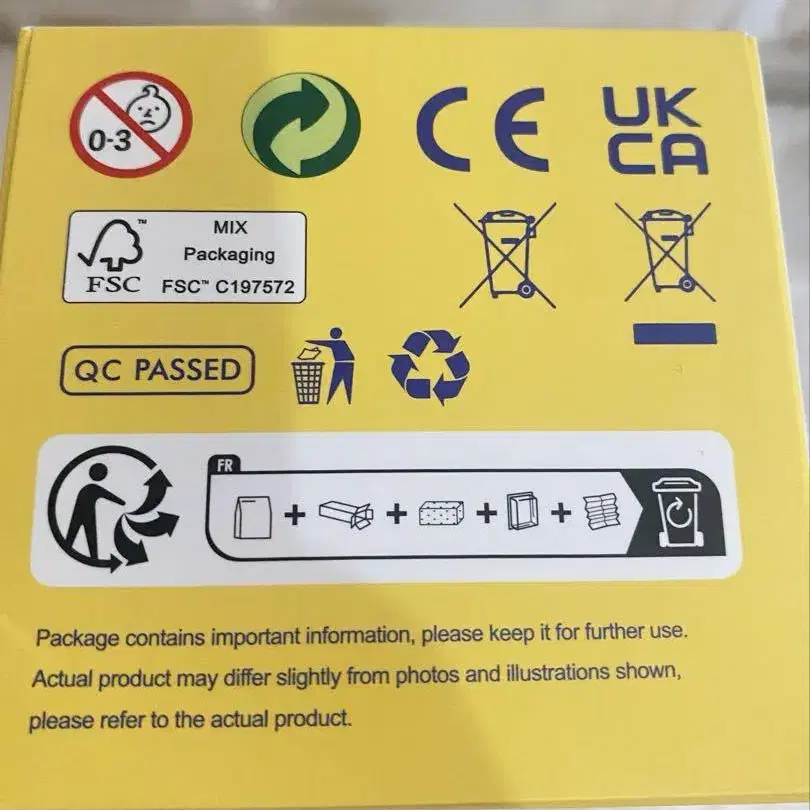 0-3
CE
UK
CA
MIX
Packaging
FSC™ C197572
™
FSC
QC PASSED
FR
Package contains important information, please keep it for further use.
Actual product may differ slightly from photos and illustrations shown,
please refer to the actual product.